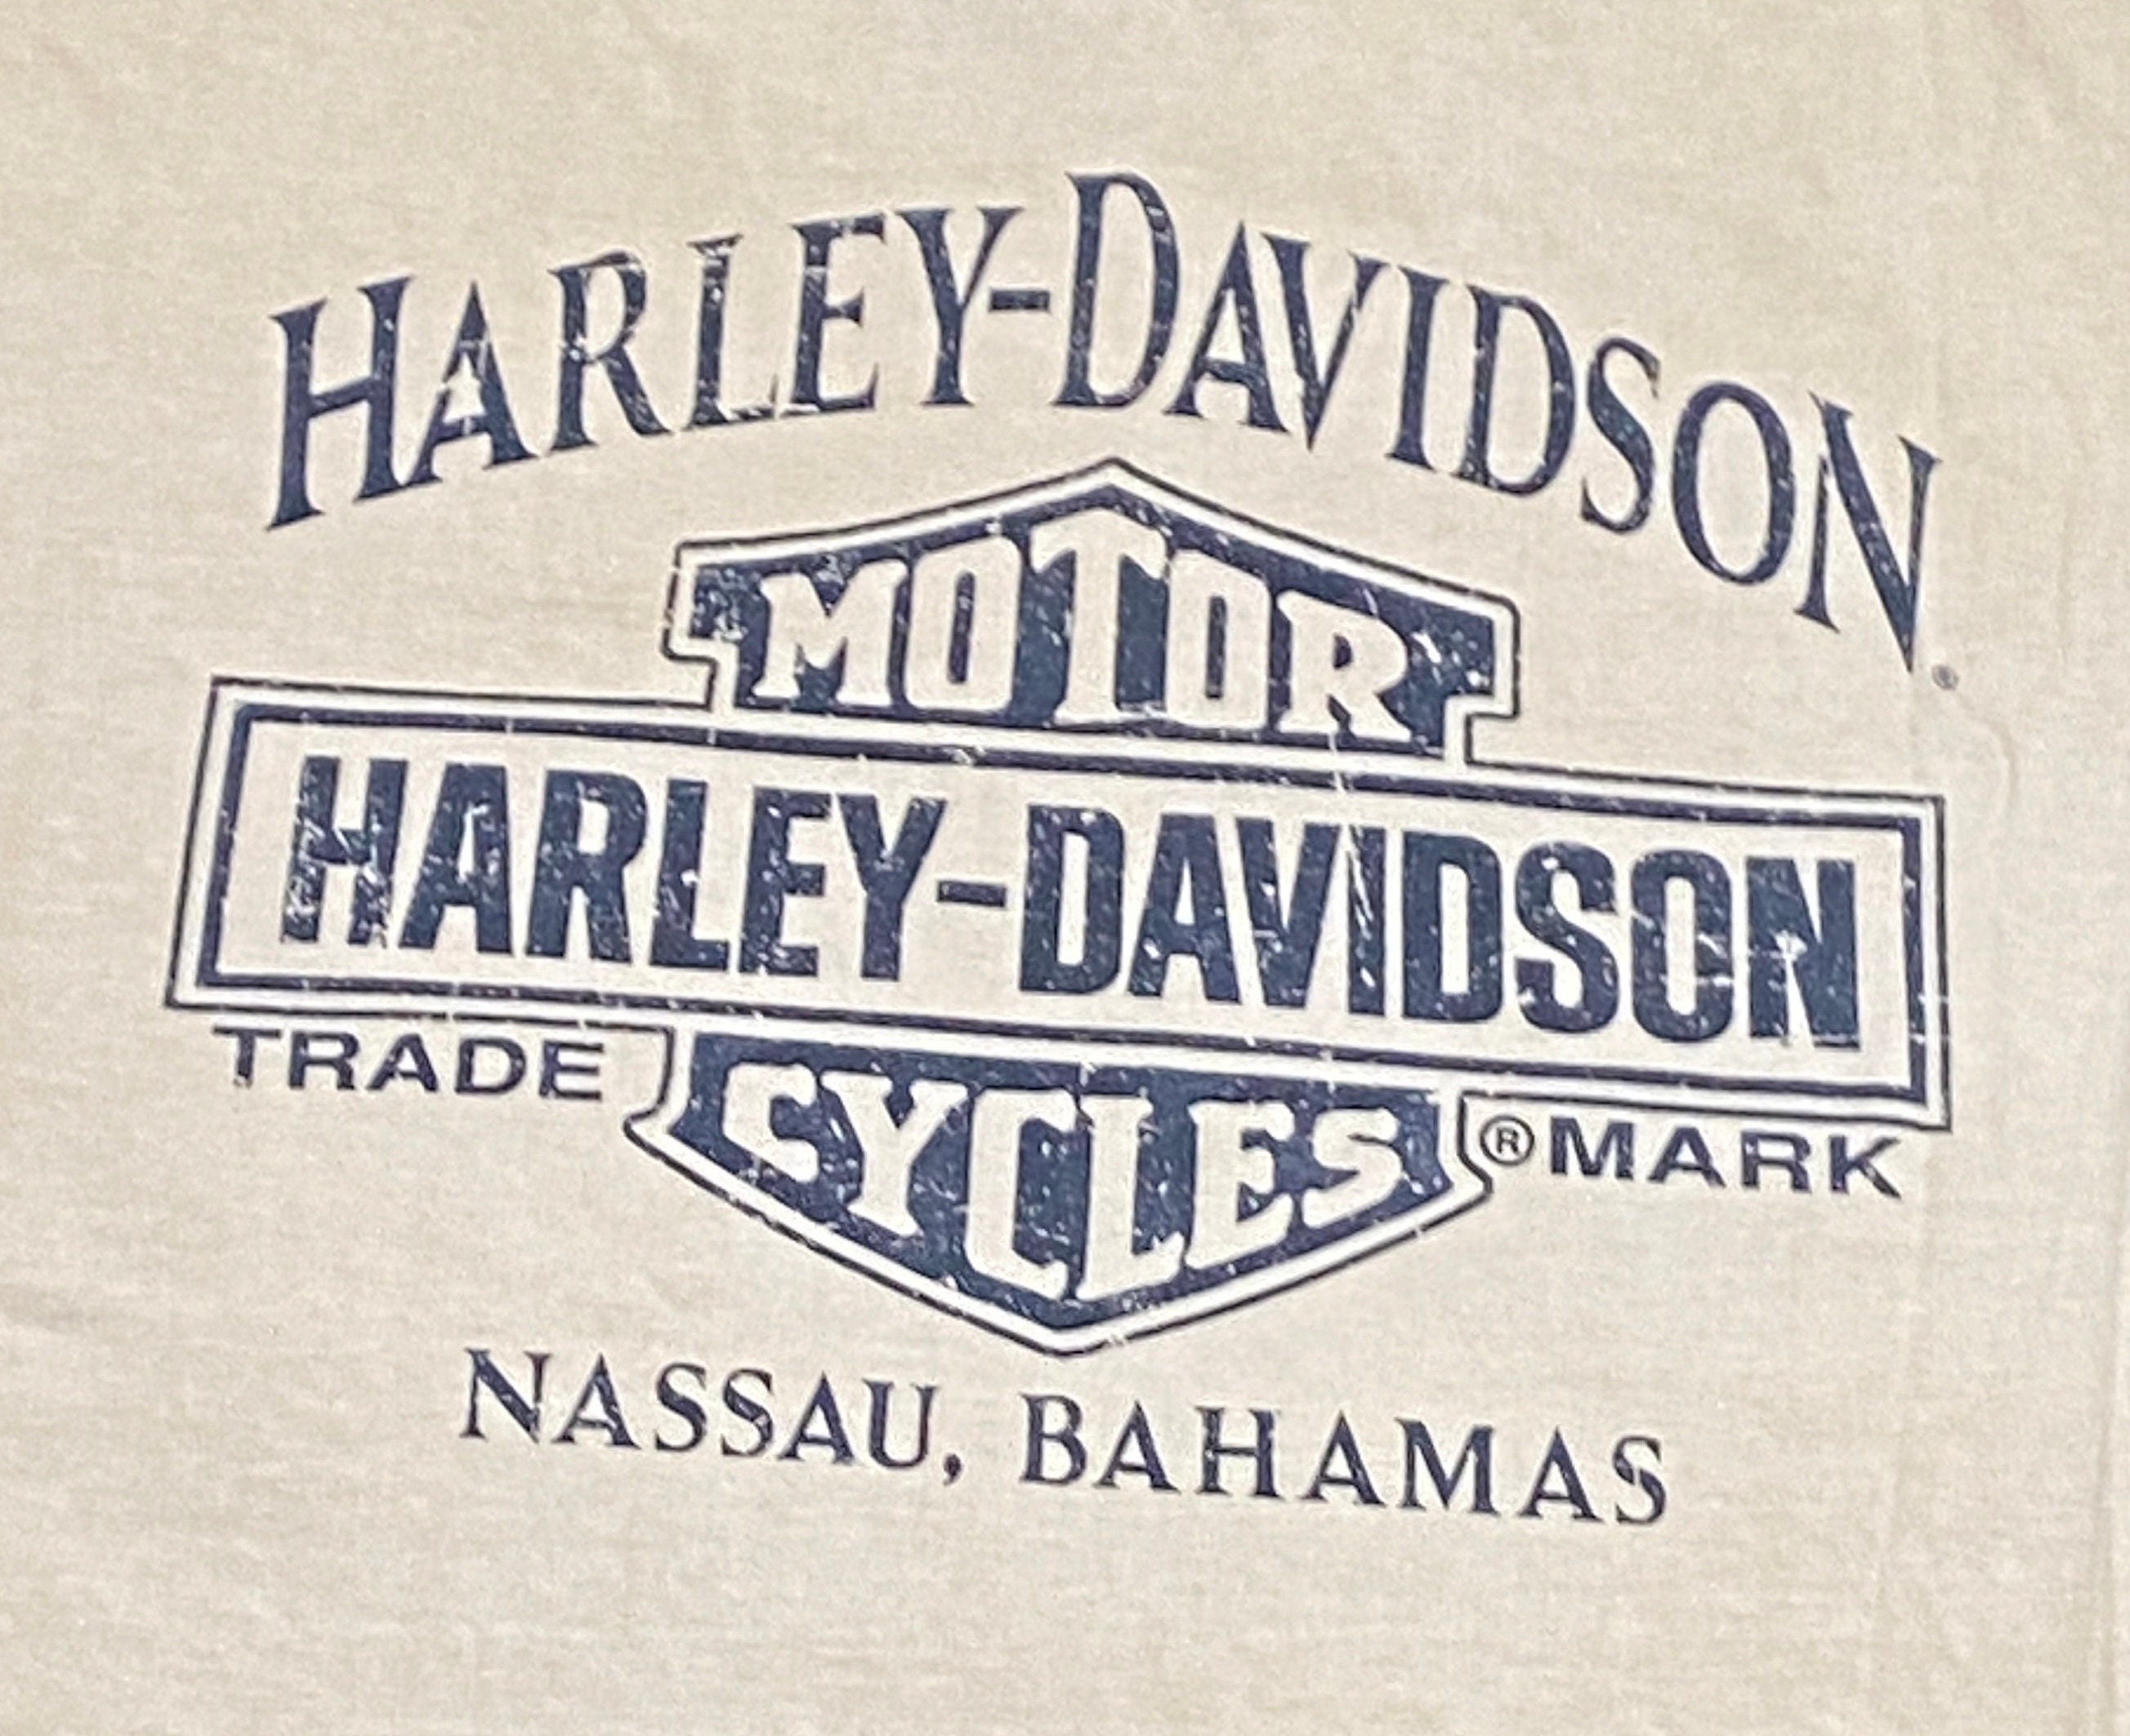 HARLEY-DAVIDSON®
MOTOR
HARLEY-DAVIDSON
CYCLES
TRADE ®MARK
NASSAU, BAHAMAS